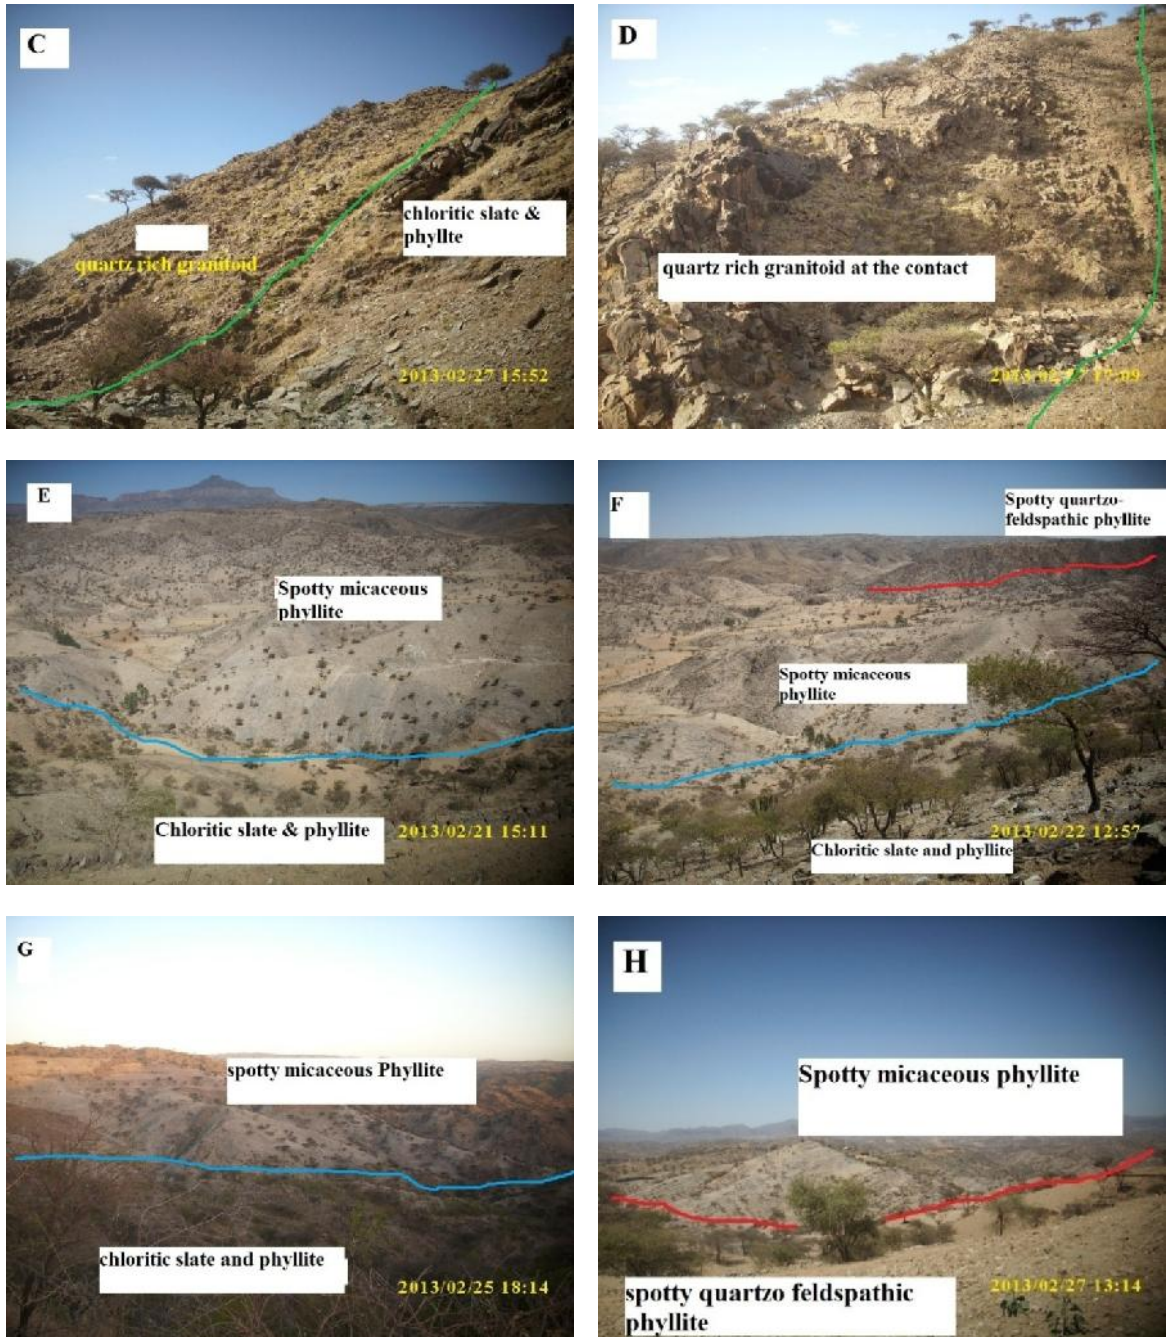 C
chloritic slate &
phyllte
quartz rich granitoid
2013/02/27 15:52
D
quartz rich granitoid at the contact
E
Spotty micaceous
phyllite
Chloritic slate & phyllite
2013/02/21 15:11
F
Spotty quartzo-
feldspathic phyllite
Spotty micaceous
phyllite
2013/02/22 12:57
Chloritic slate and phyllite
G
spotty micaceous Phyllite
chloritic slate and phyllite
2013/02/25 18:14
H
Spotty micaceous phyllite
spotty quartzo feldspathic
phyllite
2013/02/27 13:14